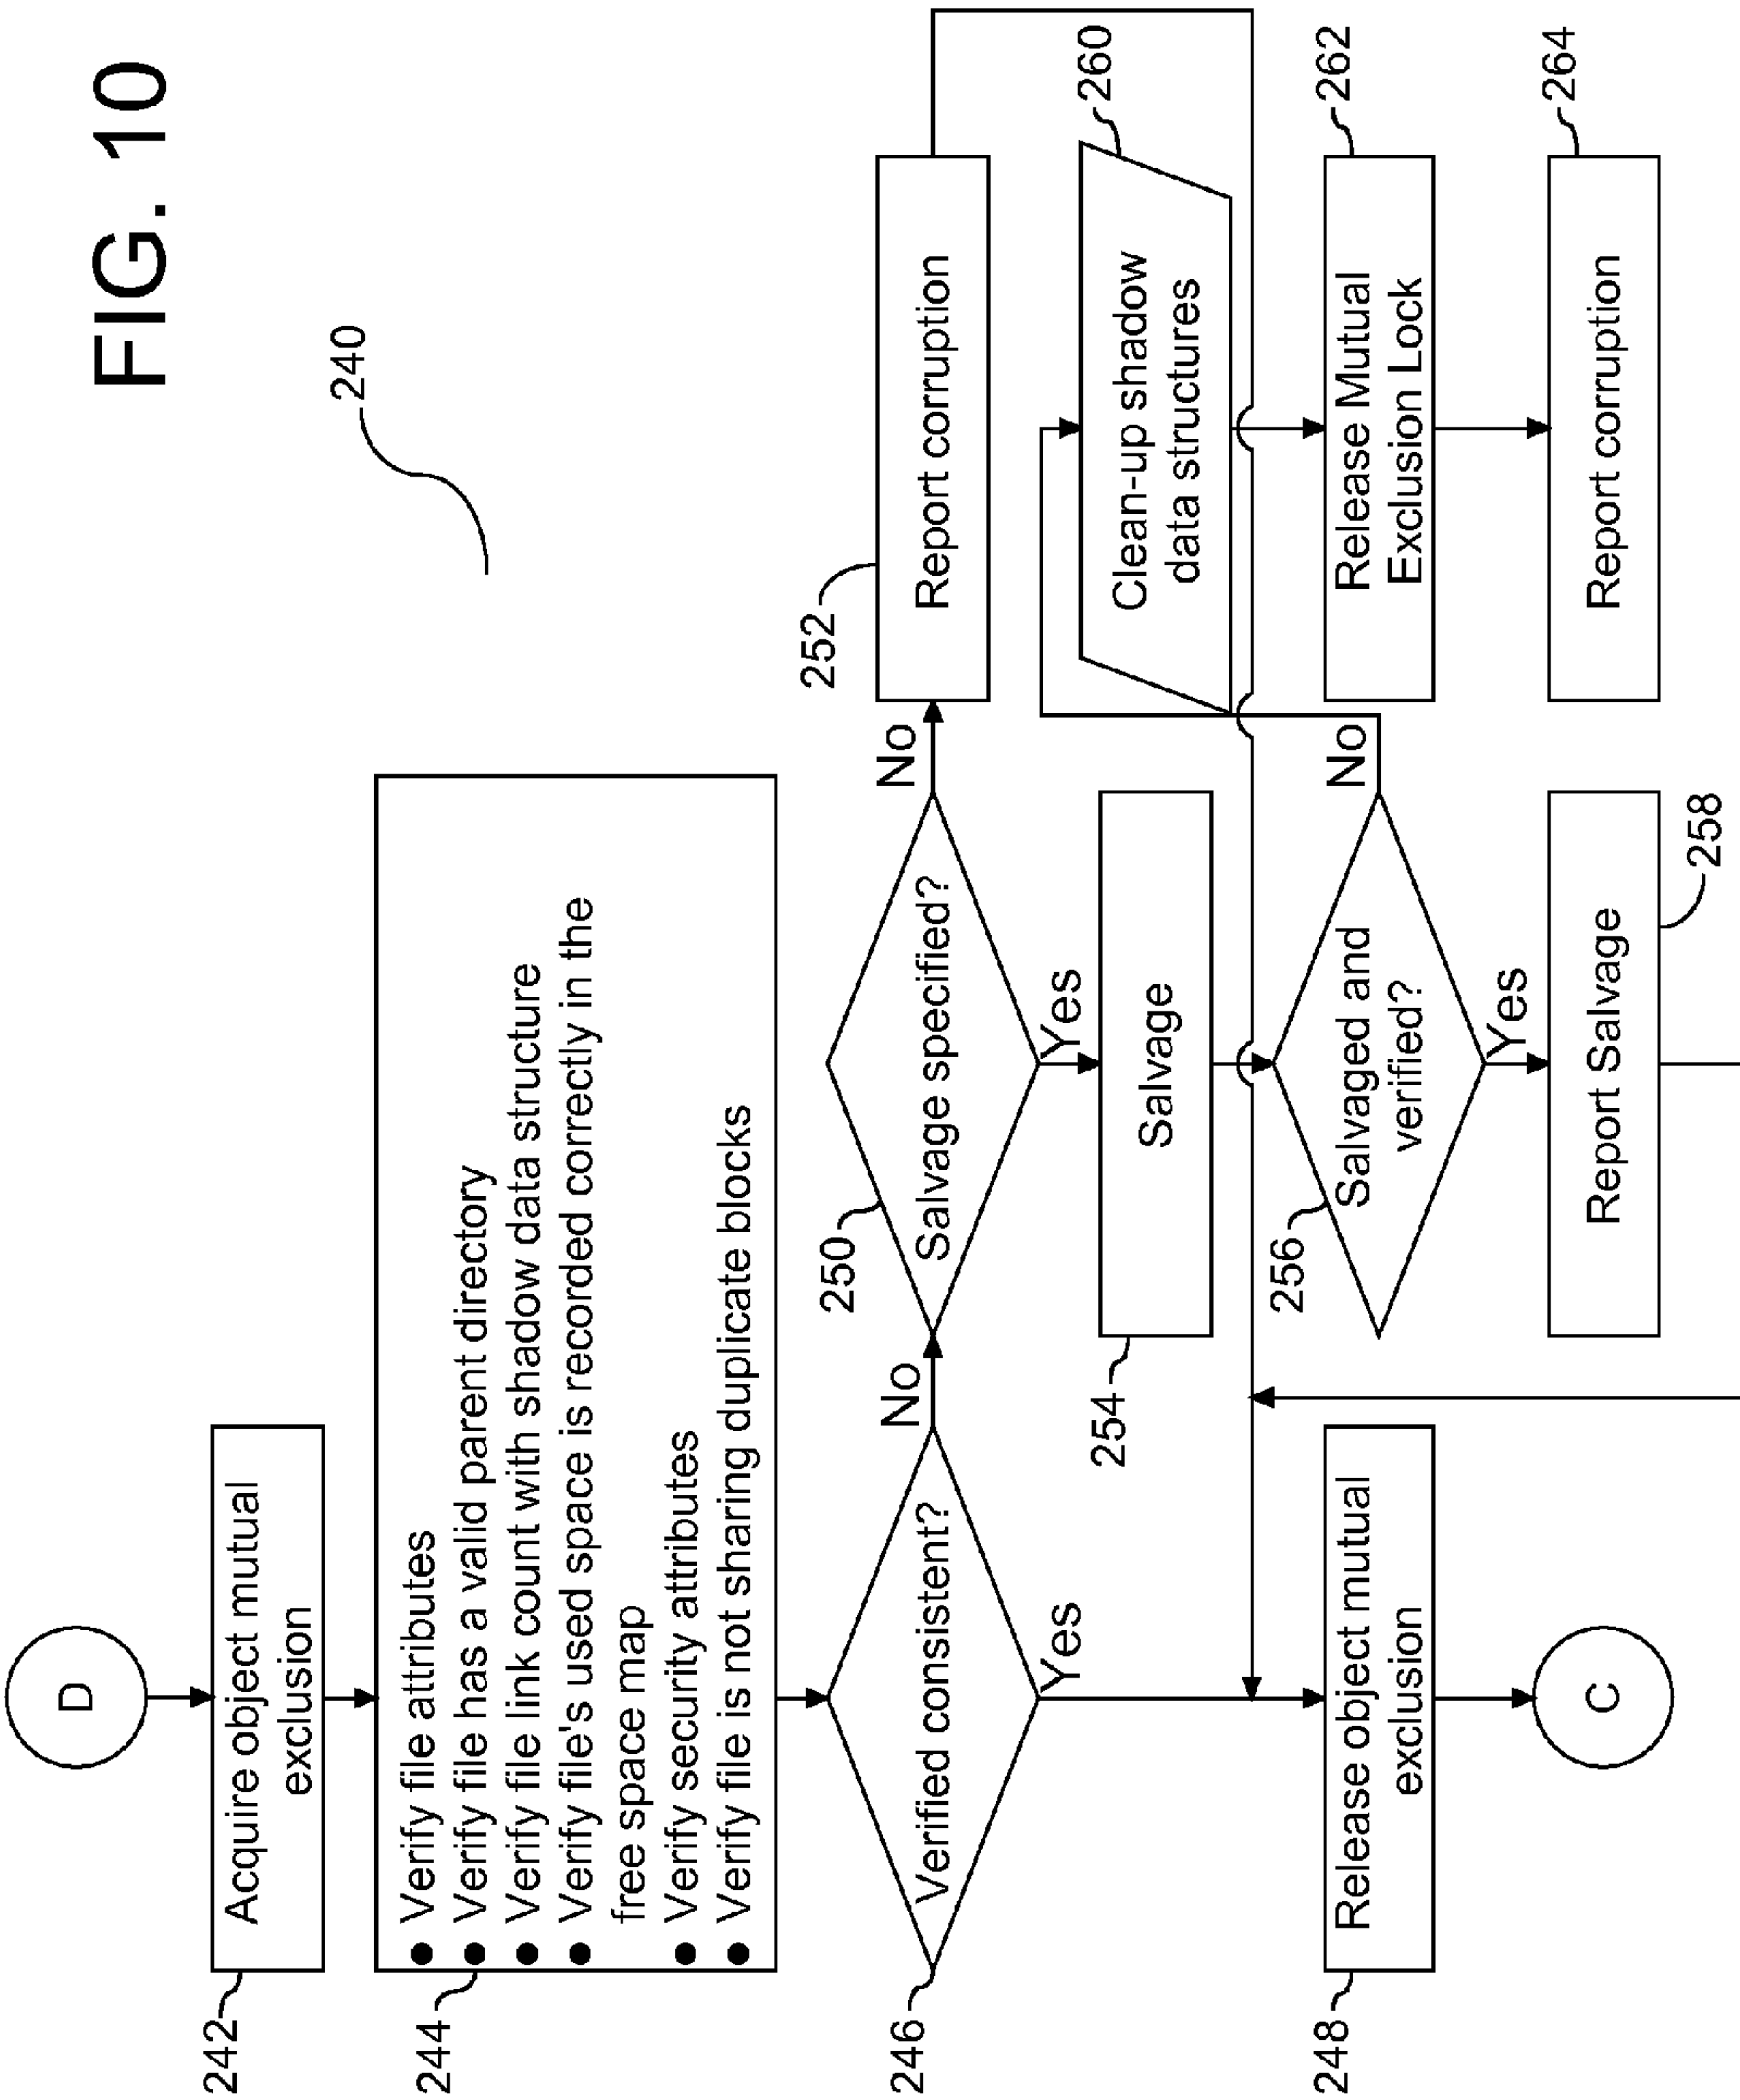 FIG. 10
240
D
242
Acquire object mutual
exclusion
244
● Verify file attributes
● Verify file has a valid parent directory
● Verify file link count with shadow data structure
● Verify file's used space is recorded correctly in the
free space map
● Verify security attributes
● Verify file is not sharing duplicate blocks
246
Verified consistent?
No
Yes
250
Salvage specified?
No
Yes
252
Report corruption
254
Salvage
260
Clean-up shadow
data structures
256
Salvaged and
verified?
No
Yes
248
Release object mutual
exclusion
262
Release Mutual
Exclusion Lock
258
Report Salvage
264
Report corruption
C